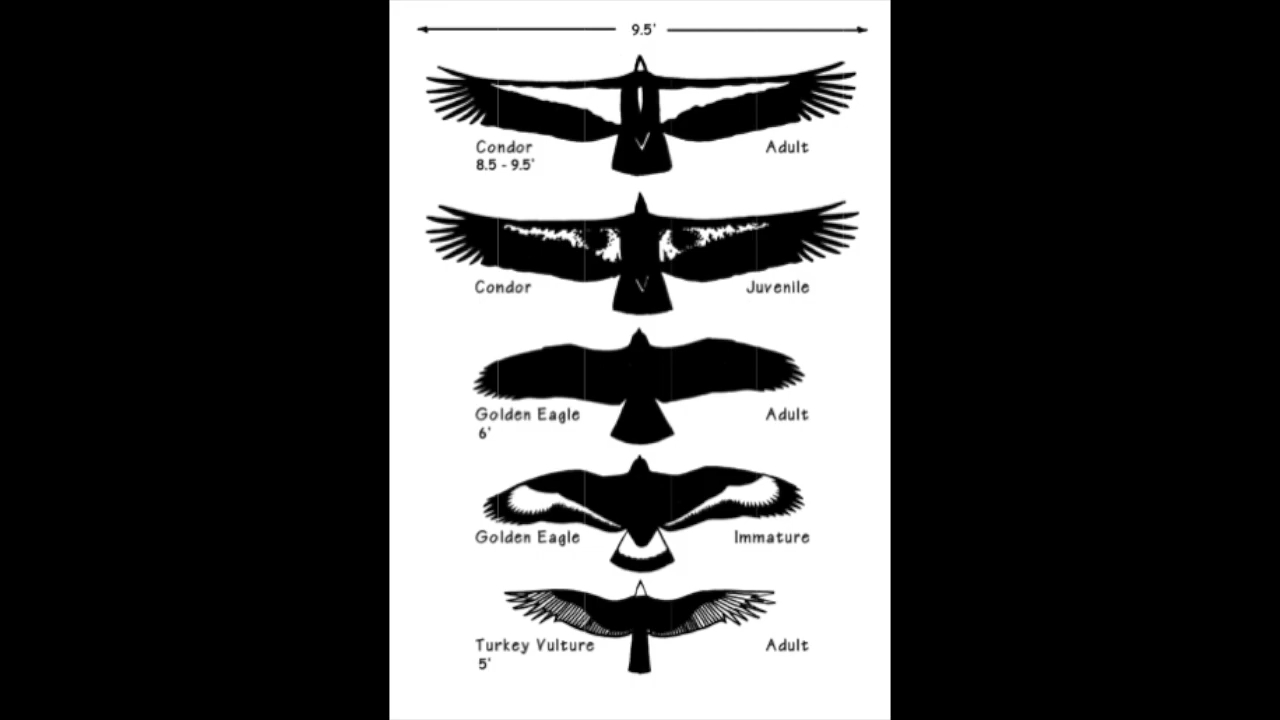 9.5'
Condor Adult
8.5 - 9.5'
Condor Juvenile
Golden Eagle Adult
6'
Golden Eagle Immature
Turkey Vulture Adult
5'